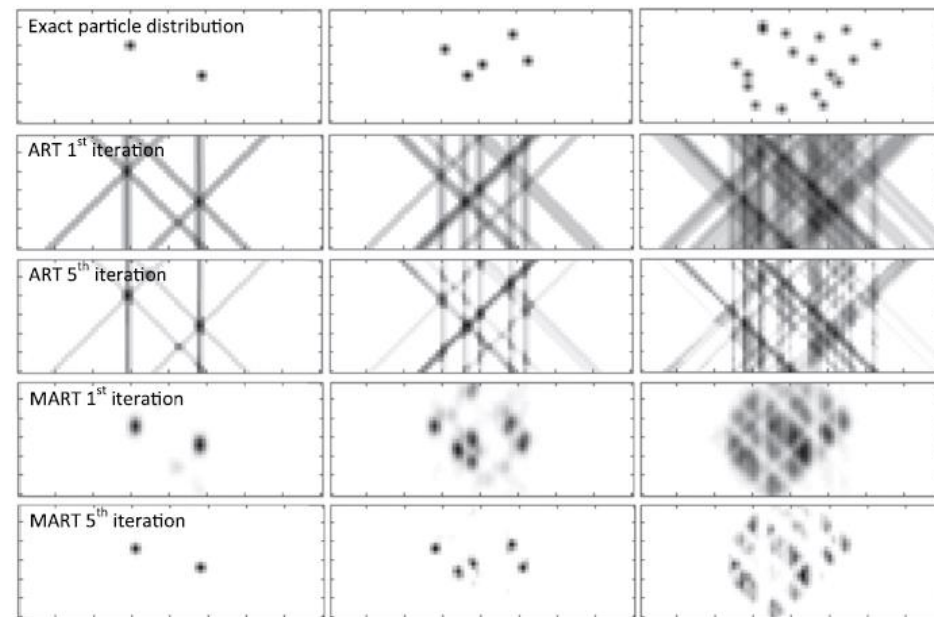 Exact particle distribution
ART 1st iteration
ART 5th iteration
MART 1st iteration
MART 5th iteration